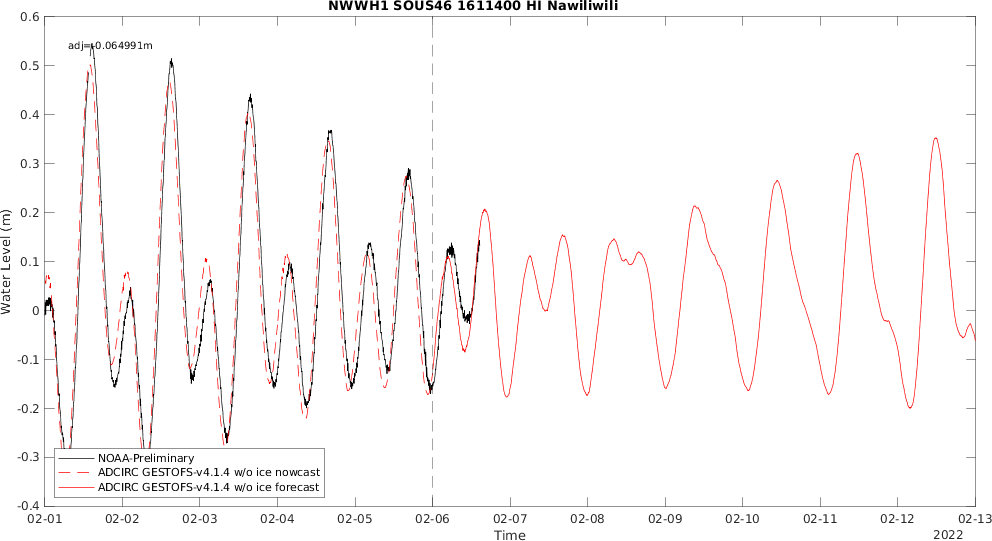 NWWH1 SOUS46 1611400 HI Nawiliwili
adj=-0.064991m
Water Level (m)
0.6
0.5
0.4
0.3
0.2
0.1
0
-0.1
-0.2
-0.3
-0.4
NOAA-Preliminary
ADCIRC GESTOFS-v4.1.4 w/o ice nowcast
ADCIRC GESTOFS-v4.1.4 w/o ice forecast
02-01 02-02 02-03 02-04 02-05 02-06 02-07 02-08 02-09 02-10 02-11 02-12 02-13
Time
2022